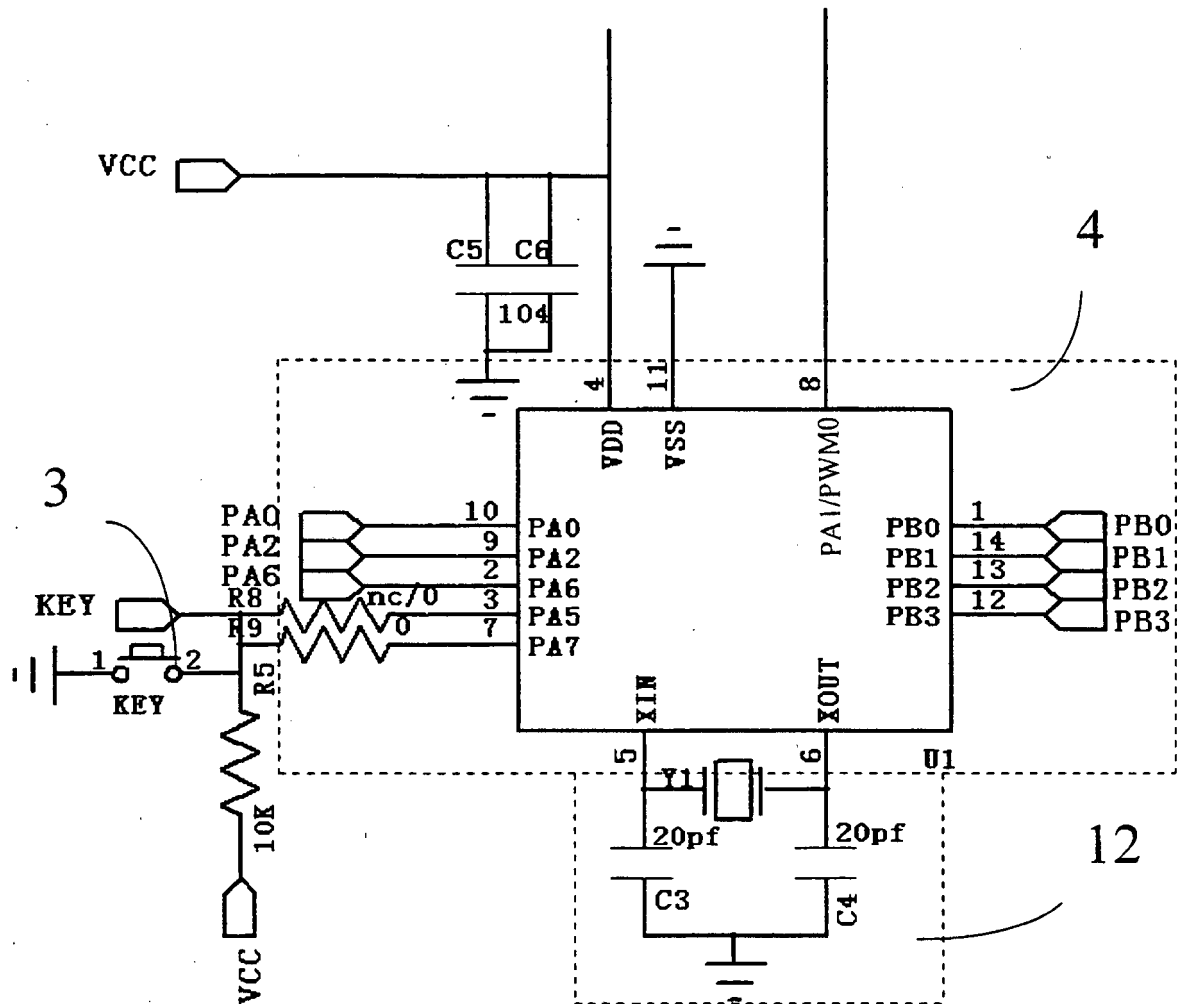 VCC
C5 C6
104
4
4
11
8
VDD
VSS
PA1/PWM0
3
PA0
10
PA0
PB0
1
PB0
PA2
9
PA2
PB1
14
PB1
PA6
2
PA6
PB2
13
PB2
KEY
R8
nc/0
3
PA5
PB3
12
PB3
R9
0
7
PA7
1
2
KEY
R5
10K
VCC
XIN
XOUT
5
6
U1
Y1
20pf
20pf
C3
C4
12